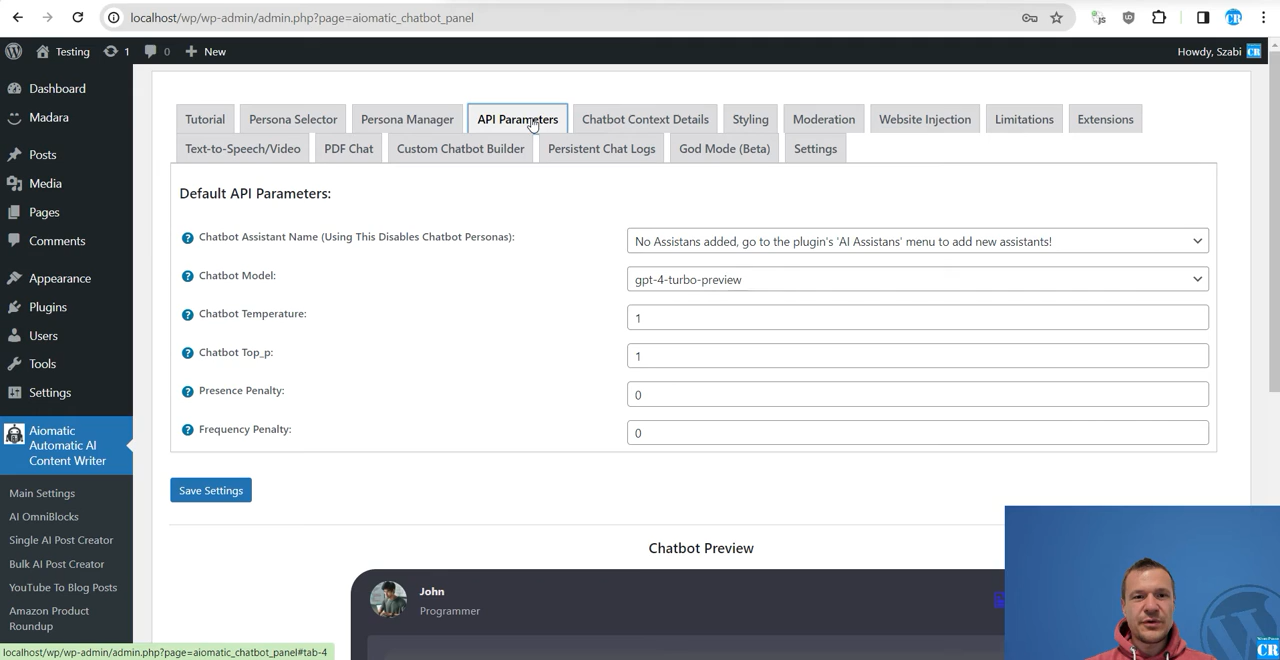 localhost/wp/wp-admin/admin.php?page=aiomatic_chatbot_panel
Testing
1
0
New
Howdy, Szabi
CR
Dashboard
Madara
Posts
Media
Pages
Comments
Appearance
Plugins
Users
Tools
Settings
Aiomatic
Automatic AI
Content Writer
Main Settings
AI OmniBlocks
Single AI Post Creator
Bulk AI Post Creator
YouTube To Blog Posts
Amazon Product
Roundup
Tutorial
Persona Selector
Persona Manager
API Parameters
Chatbot Context Details
Styling
Moderation
Website Injection
Limitations
Extensions
Text-to-Speech/Video
PDF Chat
Custom Chatbot Builder
Persistent Chat Logs
God Mode (Beta)
Settings
Default API Parameters:
Chatbot Assistant Name (Using This Disables Chatbot Personas):
No Assistans added, go to the plugin's 'AI Assistans' menu to add new assistants!
Chatbot Model:
gpt-4-turbo-preview
Chatbot Temperature:
1
Chatbot Top_p:
1
Presence Penalty:
0
Frequency Penalty:
0
Save Settings
Chatbot Preview
John
Programmer
localhost/wp/wp-admin/admin.php?page=aiomatic_chatbot_panel#tab-4
CR